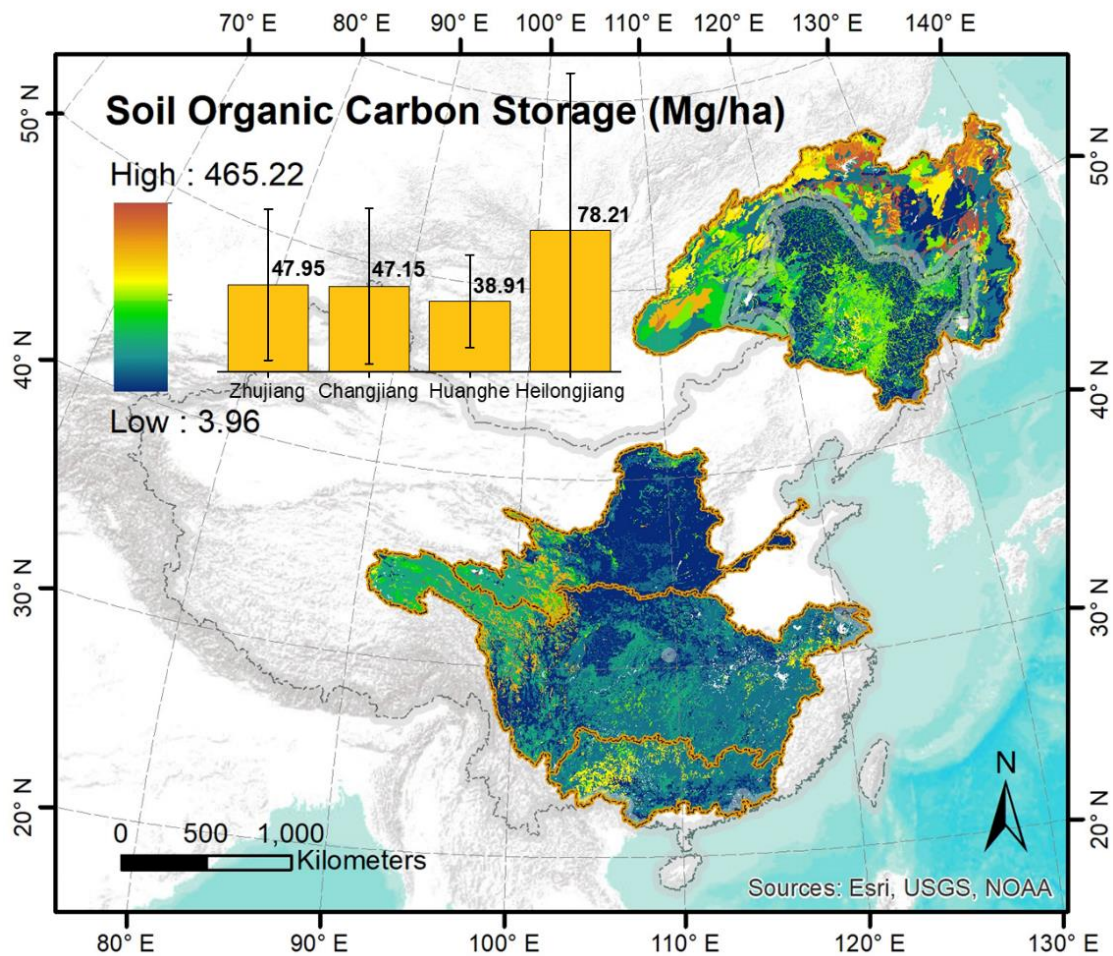 70° E 80° E 90° E 100° E 110° E 120° E 130° E 140° E
50° N
50° N
Soil Organic Carbon Storage (Mg/ha)
High : 465.22
78.21
47.95 47.15 38.91
Zhujiang Changjiang Huanghe Heilongjiang
Low : 3.96
40° N
40° N
30° N
30° N
20° N
20° N
N
0 500 1,000
Kilometers
Sources: Esri, USGS, NOAA
80° E 90° E 100° E 110° E 120° E 130° E